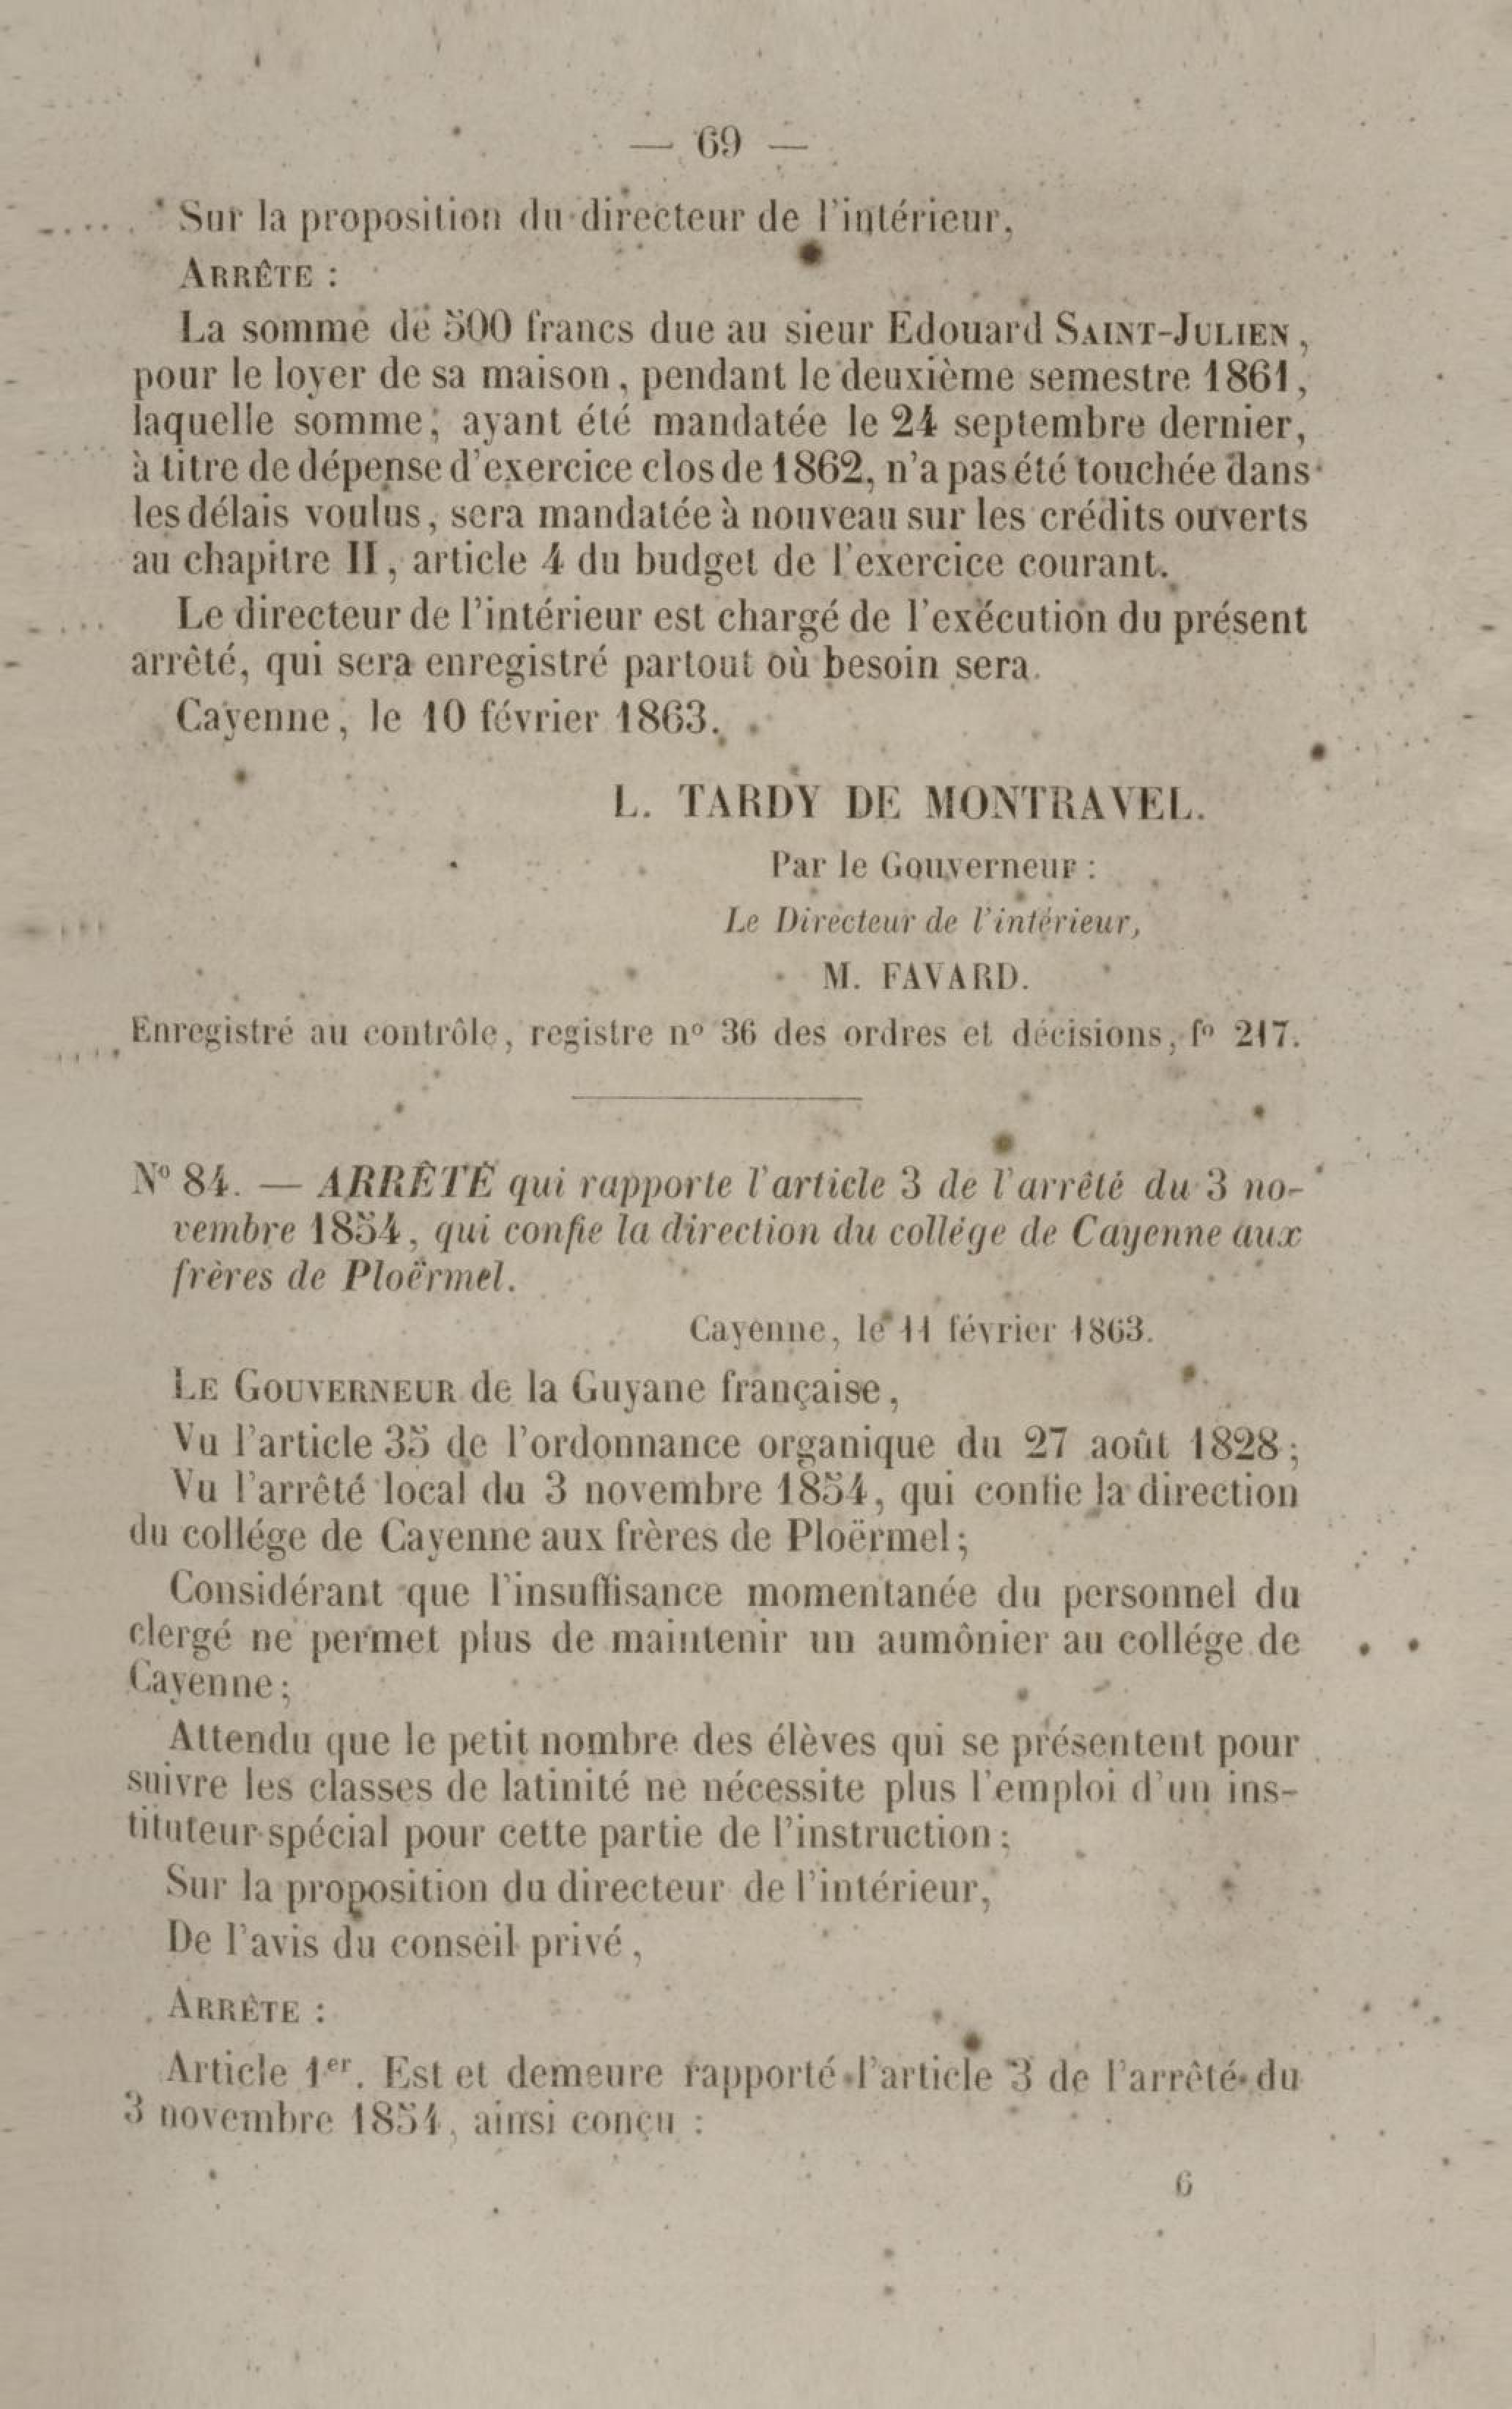 — 69 —
Sur la proposition du directeur de l'intérieur,
ARRÊTE :
La somme de 500 francs due au sieur Edouard SAINT-JULIEN,
pour le loyer de sa maison, pendant le deuxième semestre 1861,
laquelle somme, ayant été mandatée le 24 septembre dernier,
à titre de dépense d'exercice clos de 1862, n'a pas été touchée dans
les délais voulus, sera mandatée à nouveau sur les crédits ouverts
au chapitre II, article 4 du budget de l'exercice courant.
Le directeur de l'intérieur est chargé de l'exécution du présent
arrêté, qui sera enregistré partout où besoin sera.
Cayenne, le 10 février 1863.
L. TARDY DE MONTRAVEL.
Par le Gouverneur :
Le Directeur de l'intérieur,
M. FAVARD.
Enregistré au contrôle, registre nº 36 des ordres et décisions, fº 217.
Nº 84. — ARRÊTÉ qui rapporte l'article 3 de l'arrêté du 3 no-
vembre 1854, qui confie la direction du collége de Cayenne aux
frères de Ploërmel.
Cayenne, le 11 février 1863.
LE GOUVERNEUR de la Guyane française,
Vu l'article 35 de l'ordonnance organique du 27 août 1828;
Vu l'arrêté local du 3 novembre 1854, qui confie la direction
du collége de Cayenne aux frères de Ploërmel;
Considérant que l'insuffisance momentanée du personnel du
clergé ne permet plus de maintenir un aumônier au collége de
Cayenne;
Attendu que le petit nombre des élèves qui se présentent pour
suivre les classes de latinité ne nécessite plus l'emploi d'un ins-
tituteur spécial pour cette partie de l'instruction;
Sur la proposition du directeur de l'intérieur,
De l'avis du conseil privé,
ARRÊTE :
Article 1er. Est et demeure rapporté l'article 3 de l'arrêté du
3 novembre 1854, ainsi conçu :
6